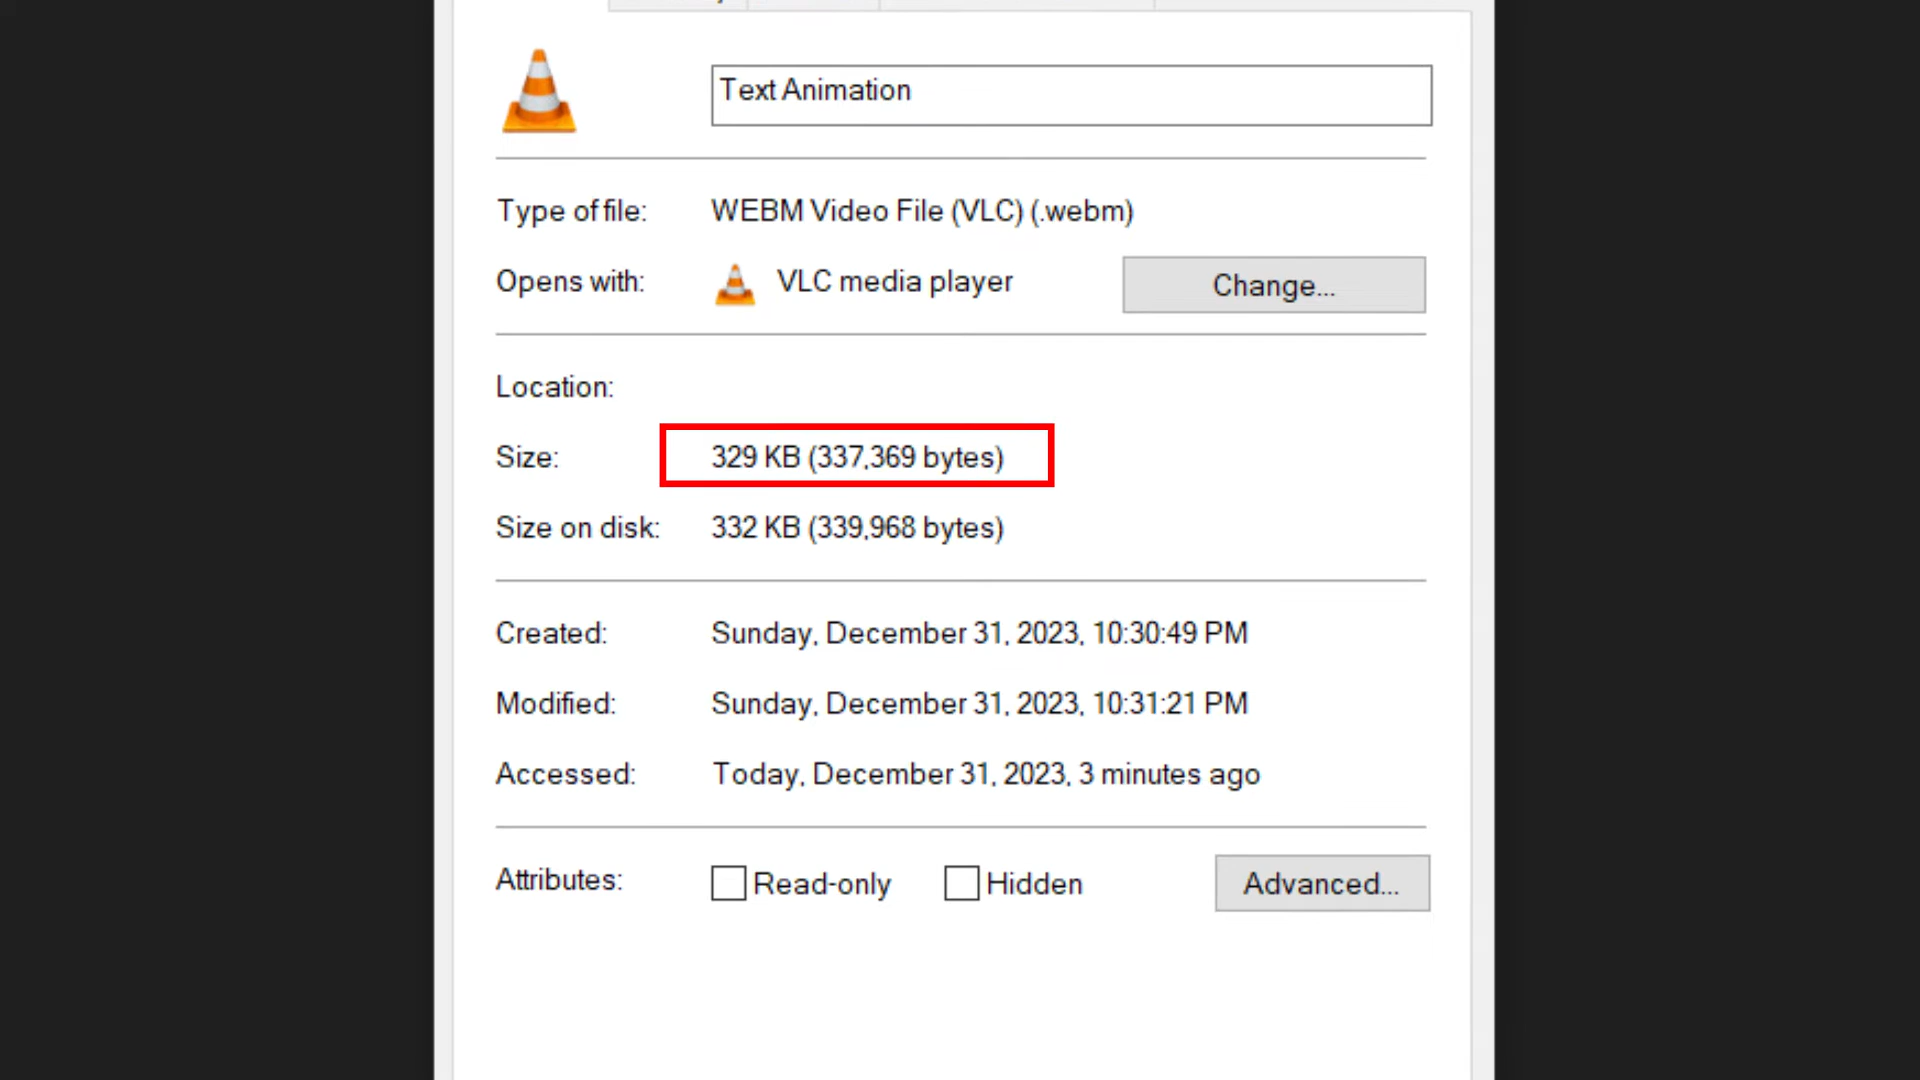 Text Animation
Type of file: WEBM Video File (VLC) (.webm)
Opens with: VLC media player Change...
Location:
Size: 329 KB (337,369 bytes)
Size on disk: 332 KB (339,968 bytes)
Created: Sunday, December 31, 2023, 10:30:49 PM
Modified: Sunday, December 31, 2023, 10:31:21 PM
Accessed: Today, December 31, 2023, 3 minutes ago
Attributes: Read-only Hidden Advanced...